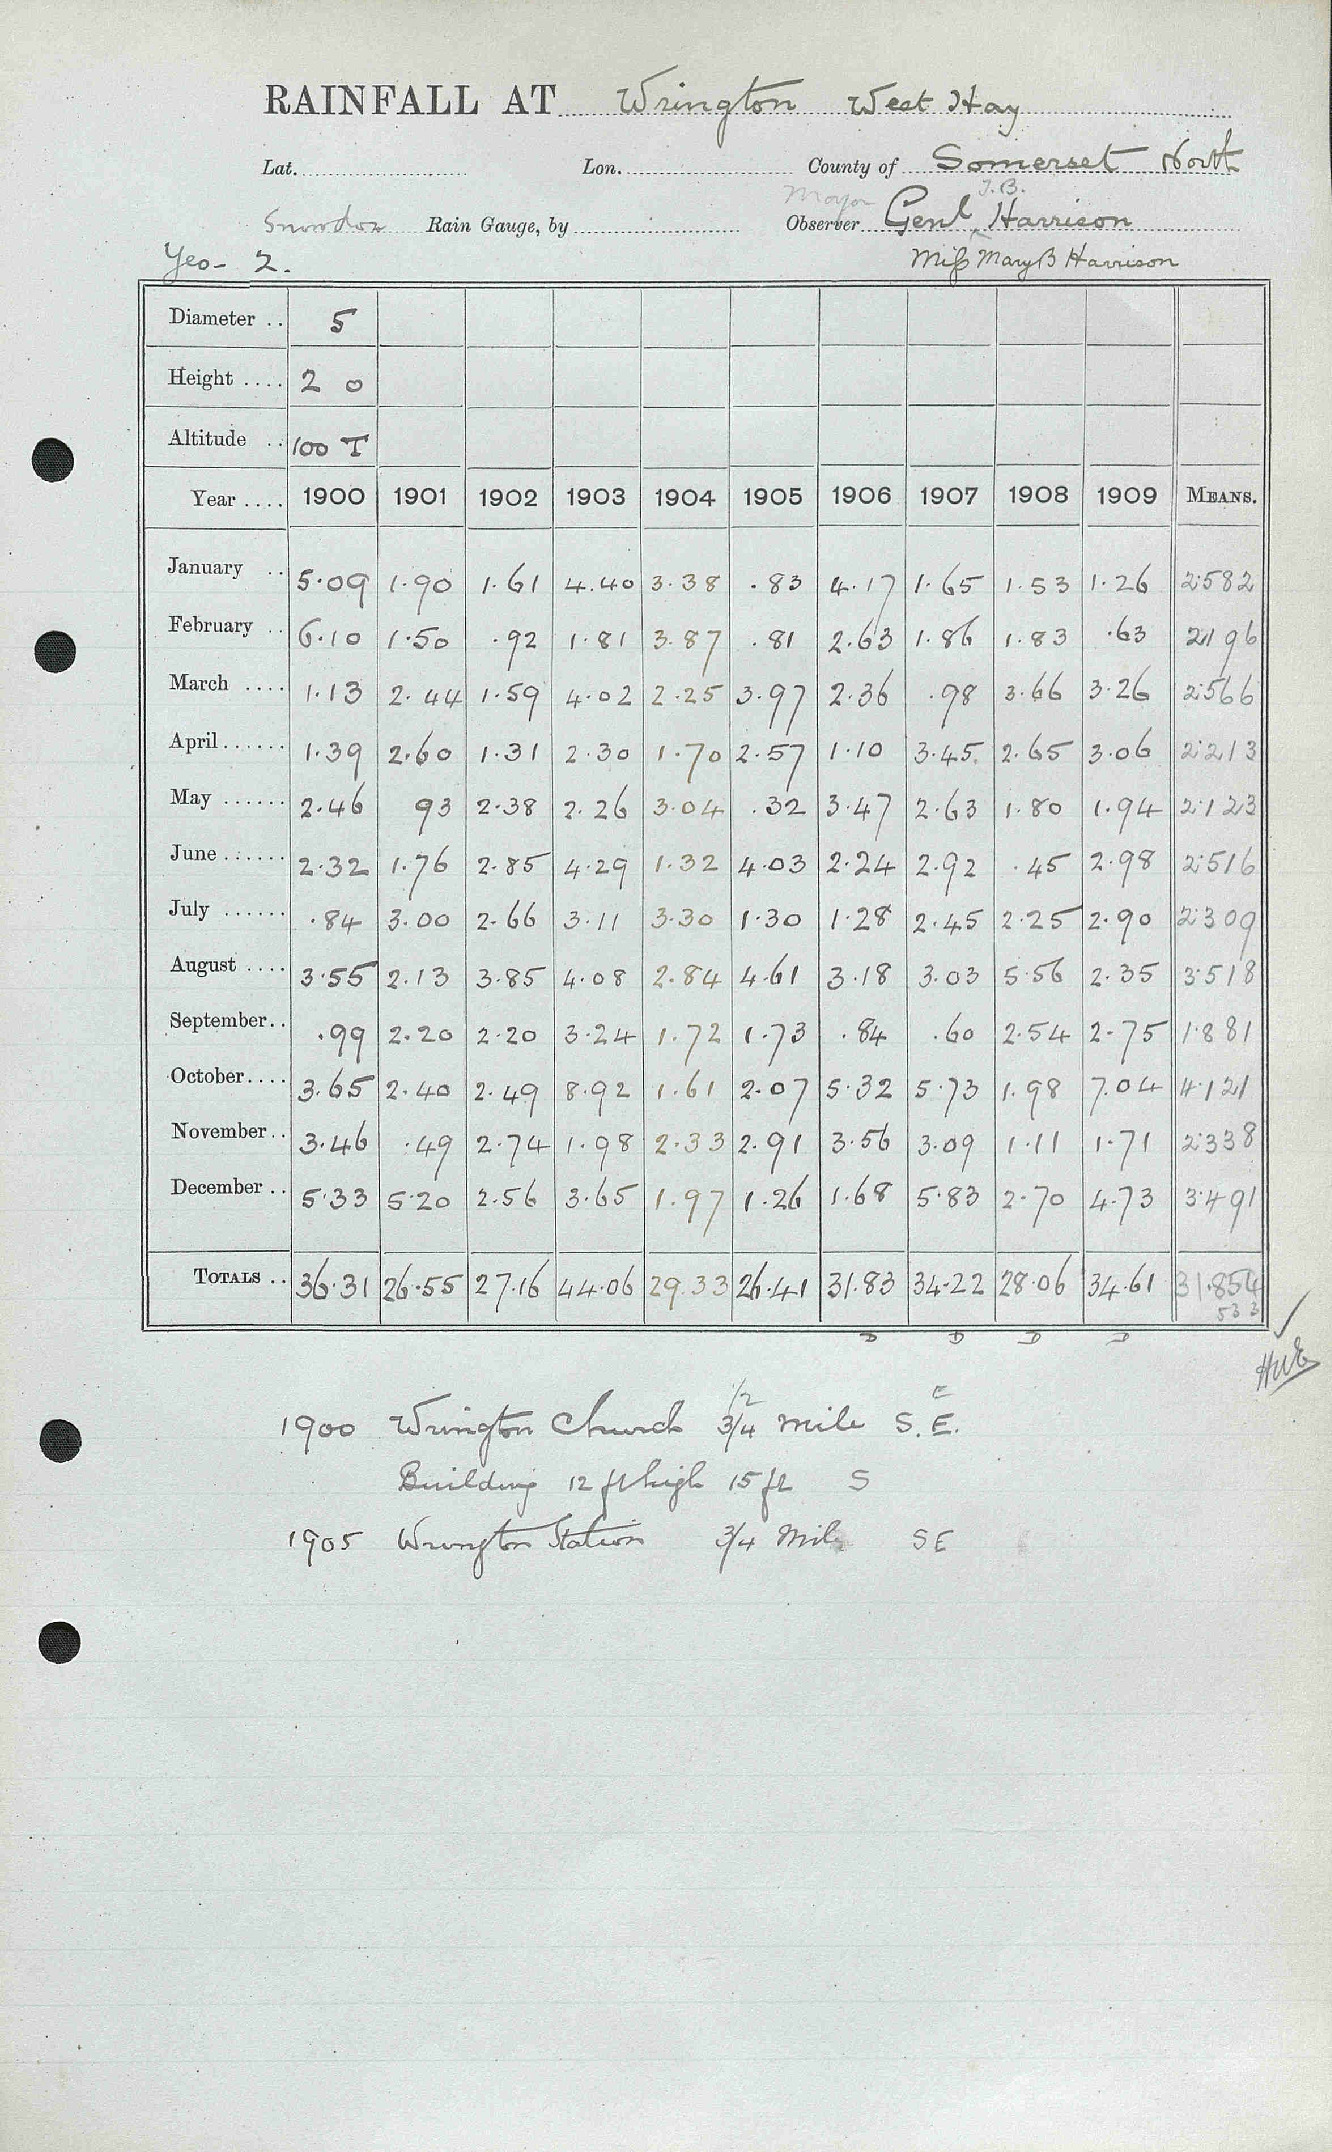 RAINFALL AT Wrington West Hay
Lat. Lon. County of Somerset North
Major J.B.
Snowdon Rain Gauge, by Observer Genl Harrison
Yeo - 2. Miss Mary B Harrison
Diameter .. 5
Height .... 2 0
Altitude .. 100 T
Year .... 1900 1901 1902 1903 1904 1905 1906 1907 1908 1909 MEANS.
January .. 5.09 1.90 1.61 4.40 3.38 .83 4.17 1.65 1.53 1.26 2.582
February .. 6.10 1.50 .92 1.81 3.87 .81 2.63 1.86 1.83 .63 2.196
March .... 1.13 2.44 1.59 4.02 2.25 3.97 2.36 .98 3.66 3.26 2.566
April ...... 1.39 2.60 1.31 2.30 1.70 2.57 1.10 3.45 2.65 3.06 2.213
May ...... 2.46 93 2.38 2.26 3.04 .32 3.47 2.63 1.80 1.94 2.123
June ...... 2.32 1.76 2.85 4.29 1.32 4.03 2.24 2.92 .45 2.98 2.516
July ...... .84 3.00 2.66 3.11 3.30 1.30 1.28 2.45 2.25 2.90 2.309
August .... 3.55 2.13 3.85 4.08 2.84 4.61 3.18 3.03 5.56 2.35 3.518
September.. .99 2.20 2.20 3.24 1.72 1.73 .84 .60 2.54 2.75 1.881
October.... 3.65 2.40 2.49 8.92 1.61 2.07 5.32 5.73 1.98 7.04 4.121
November.. 3.46 .49 2.74 1.98 2.33 2.91 3.56 3.09 1.11 1.71 2.338
December .. 5.33 5.20 2.56 3.65 1.97 1.26 1.68 5.83 2.70 4.73 3.491
TOTALS .. 36.31 26.55 27.16 44.06 29.33 26.41 31.83 34.22 28.06 34.61 31.854
533
D D D D
1/2 E
1900 Wrington Church 3/4 mile S.E.
Building 12 ft high 15 ft S
1905 Wrington Station 3/4 Mile SE